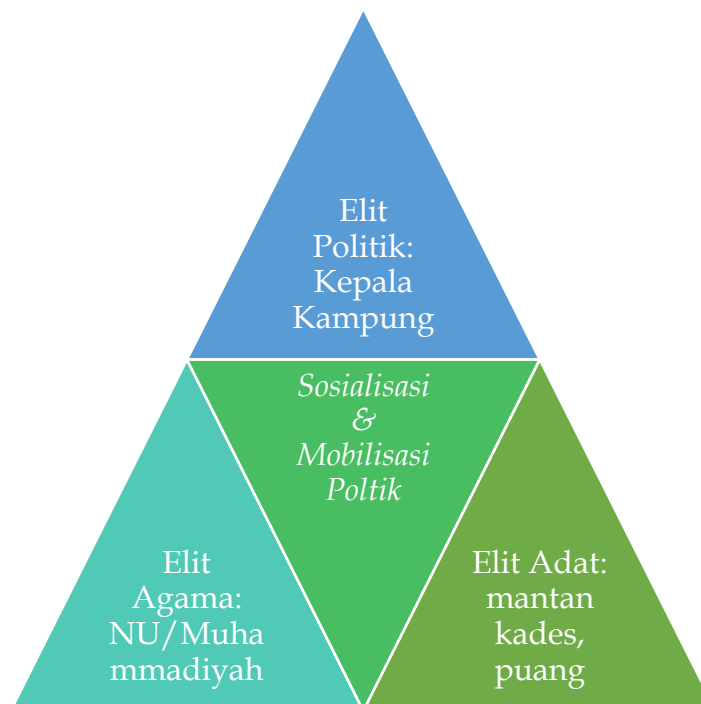 Elit
Politik:
Kepala
Kampung
Sosialisasi
&
Mobilisasi
Poltik
Elit
Agama:
NU/Muha
mmadiyah
Elit Adat:
mantan
kades,
puang